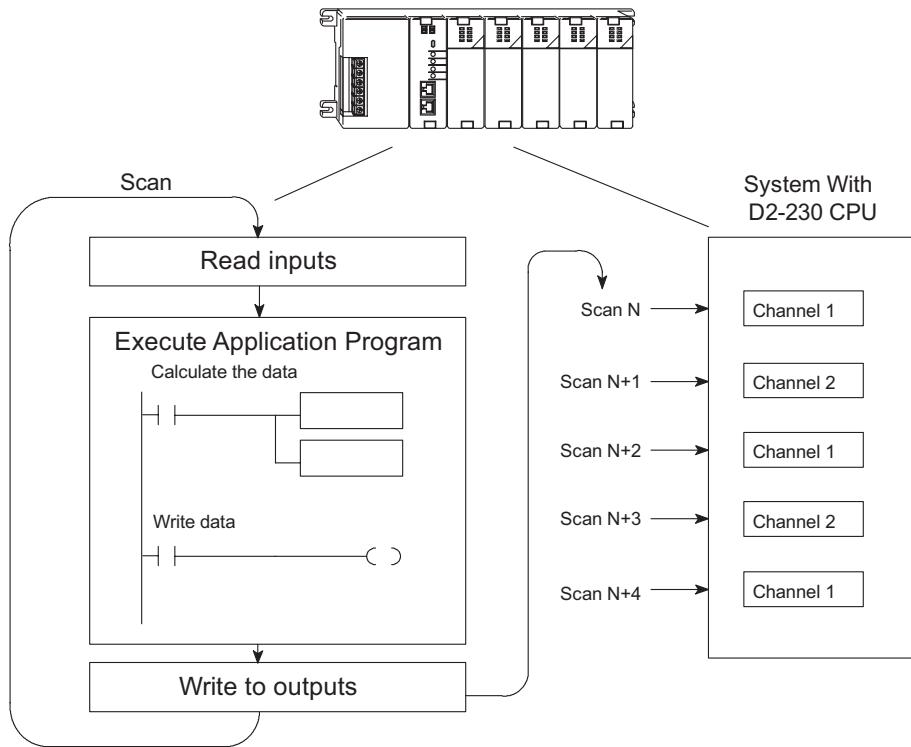 Scan
System With
D2-230 CPU
Read inputs
Execute Application Program
Calculate the data
Write data
Write to outputs
Scan N
Channel 1
Scan N+1
Channel 2
Scan N+2
Channel 1
Scan N+3
Channel 2
Scan N+4
Channel 1